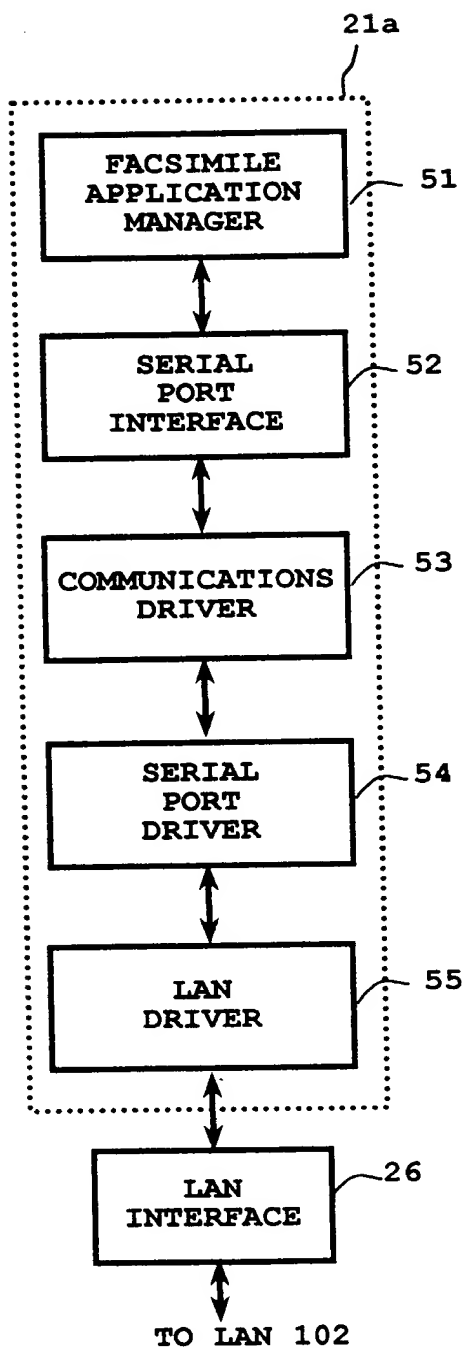 21a
FACSIMILE
APPLICATION
MANAGER
51
SERIAL
PORT
INTERFACE
52
COMMUNICATIONS
DRIVER
53
SERIAL
PORT
DRIVER
54
LAN
DRIVER
55
LAN
INTERFACE
26
TO LAN 102